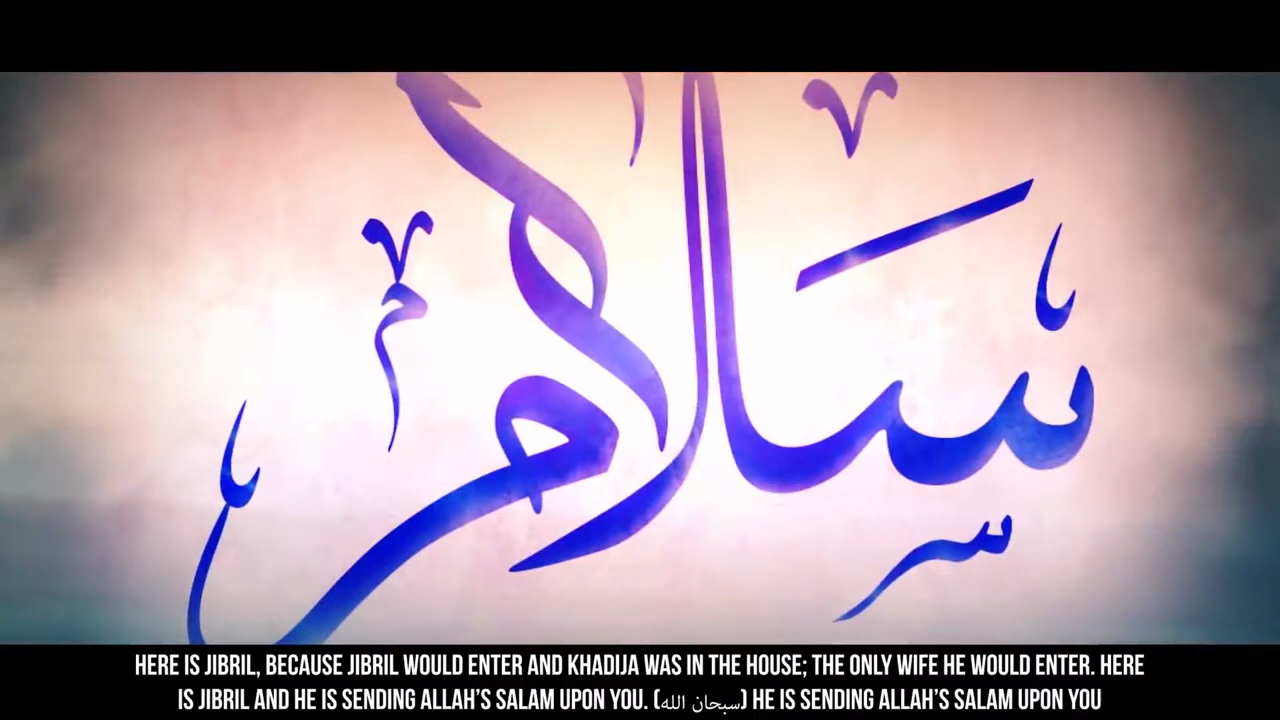 سلام
HERE IS JIBRIL, BECAUSE JIBRIL WOULD ENTER AND KHADIJA WAS IN THE HOUSE; THE ONLY WIFE HE WOULD ENTER. HERE
IS JIBRIL AND HE IS SENDING ALLAH'S SALAM UPON YOU. (سبحان الله) HE IS SENDING ALLAH'S SALAM UPON YOU